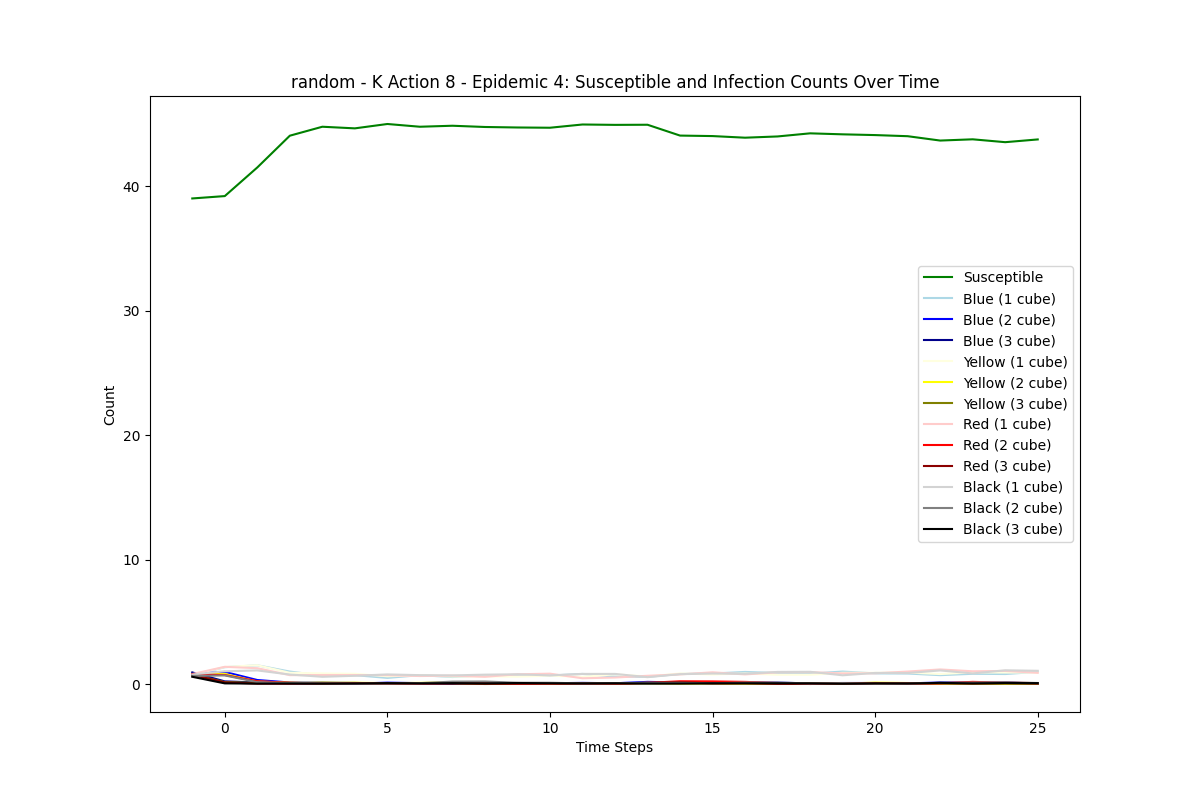 random - K Action 8 - Epidemic 4: Susceptible and Infection Counts Over Time
Count
40
30
20
10
0
Susceptible
Blue (1 cube)
Blue (2 cube)
Blue (3 cube)
Yellow (1 cube)
Yellow (2 cube)
Yellow (3 cube)
Red (1 cube)
Red (2 cube)
Red (3 cube)
Black (1 cube)
Black (2 cube)
Black (3 cube)
0 5 10 15 20 25
Time Steps